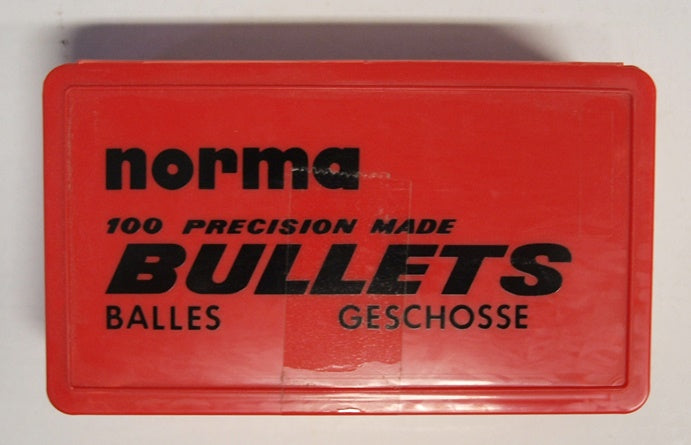 norma
100 PRECISION MADE
BULLETS
BALLES GESCHOSSE